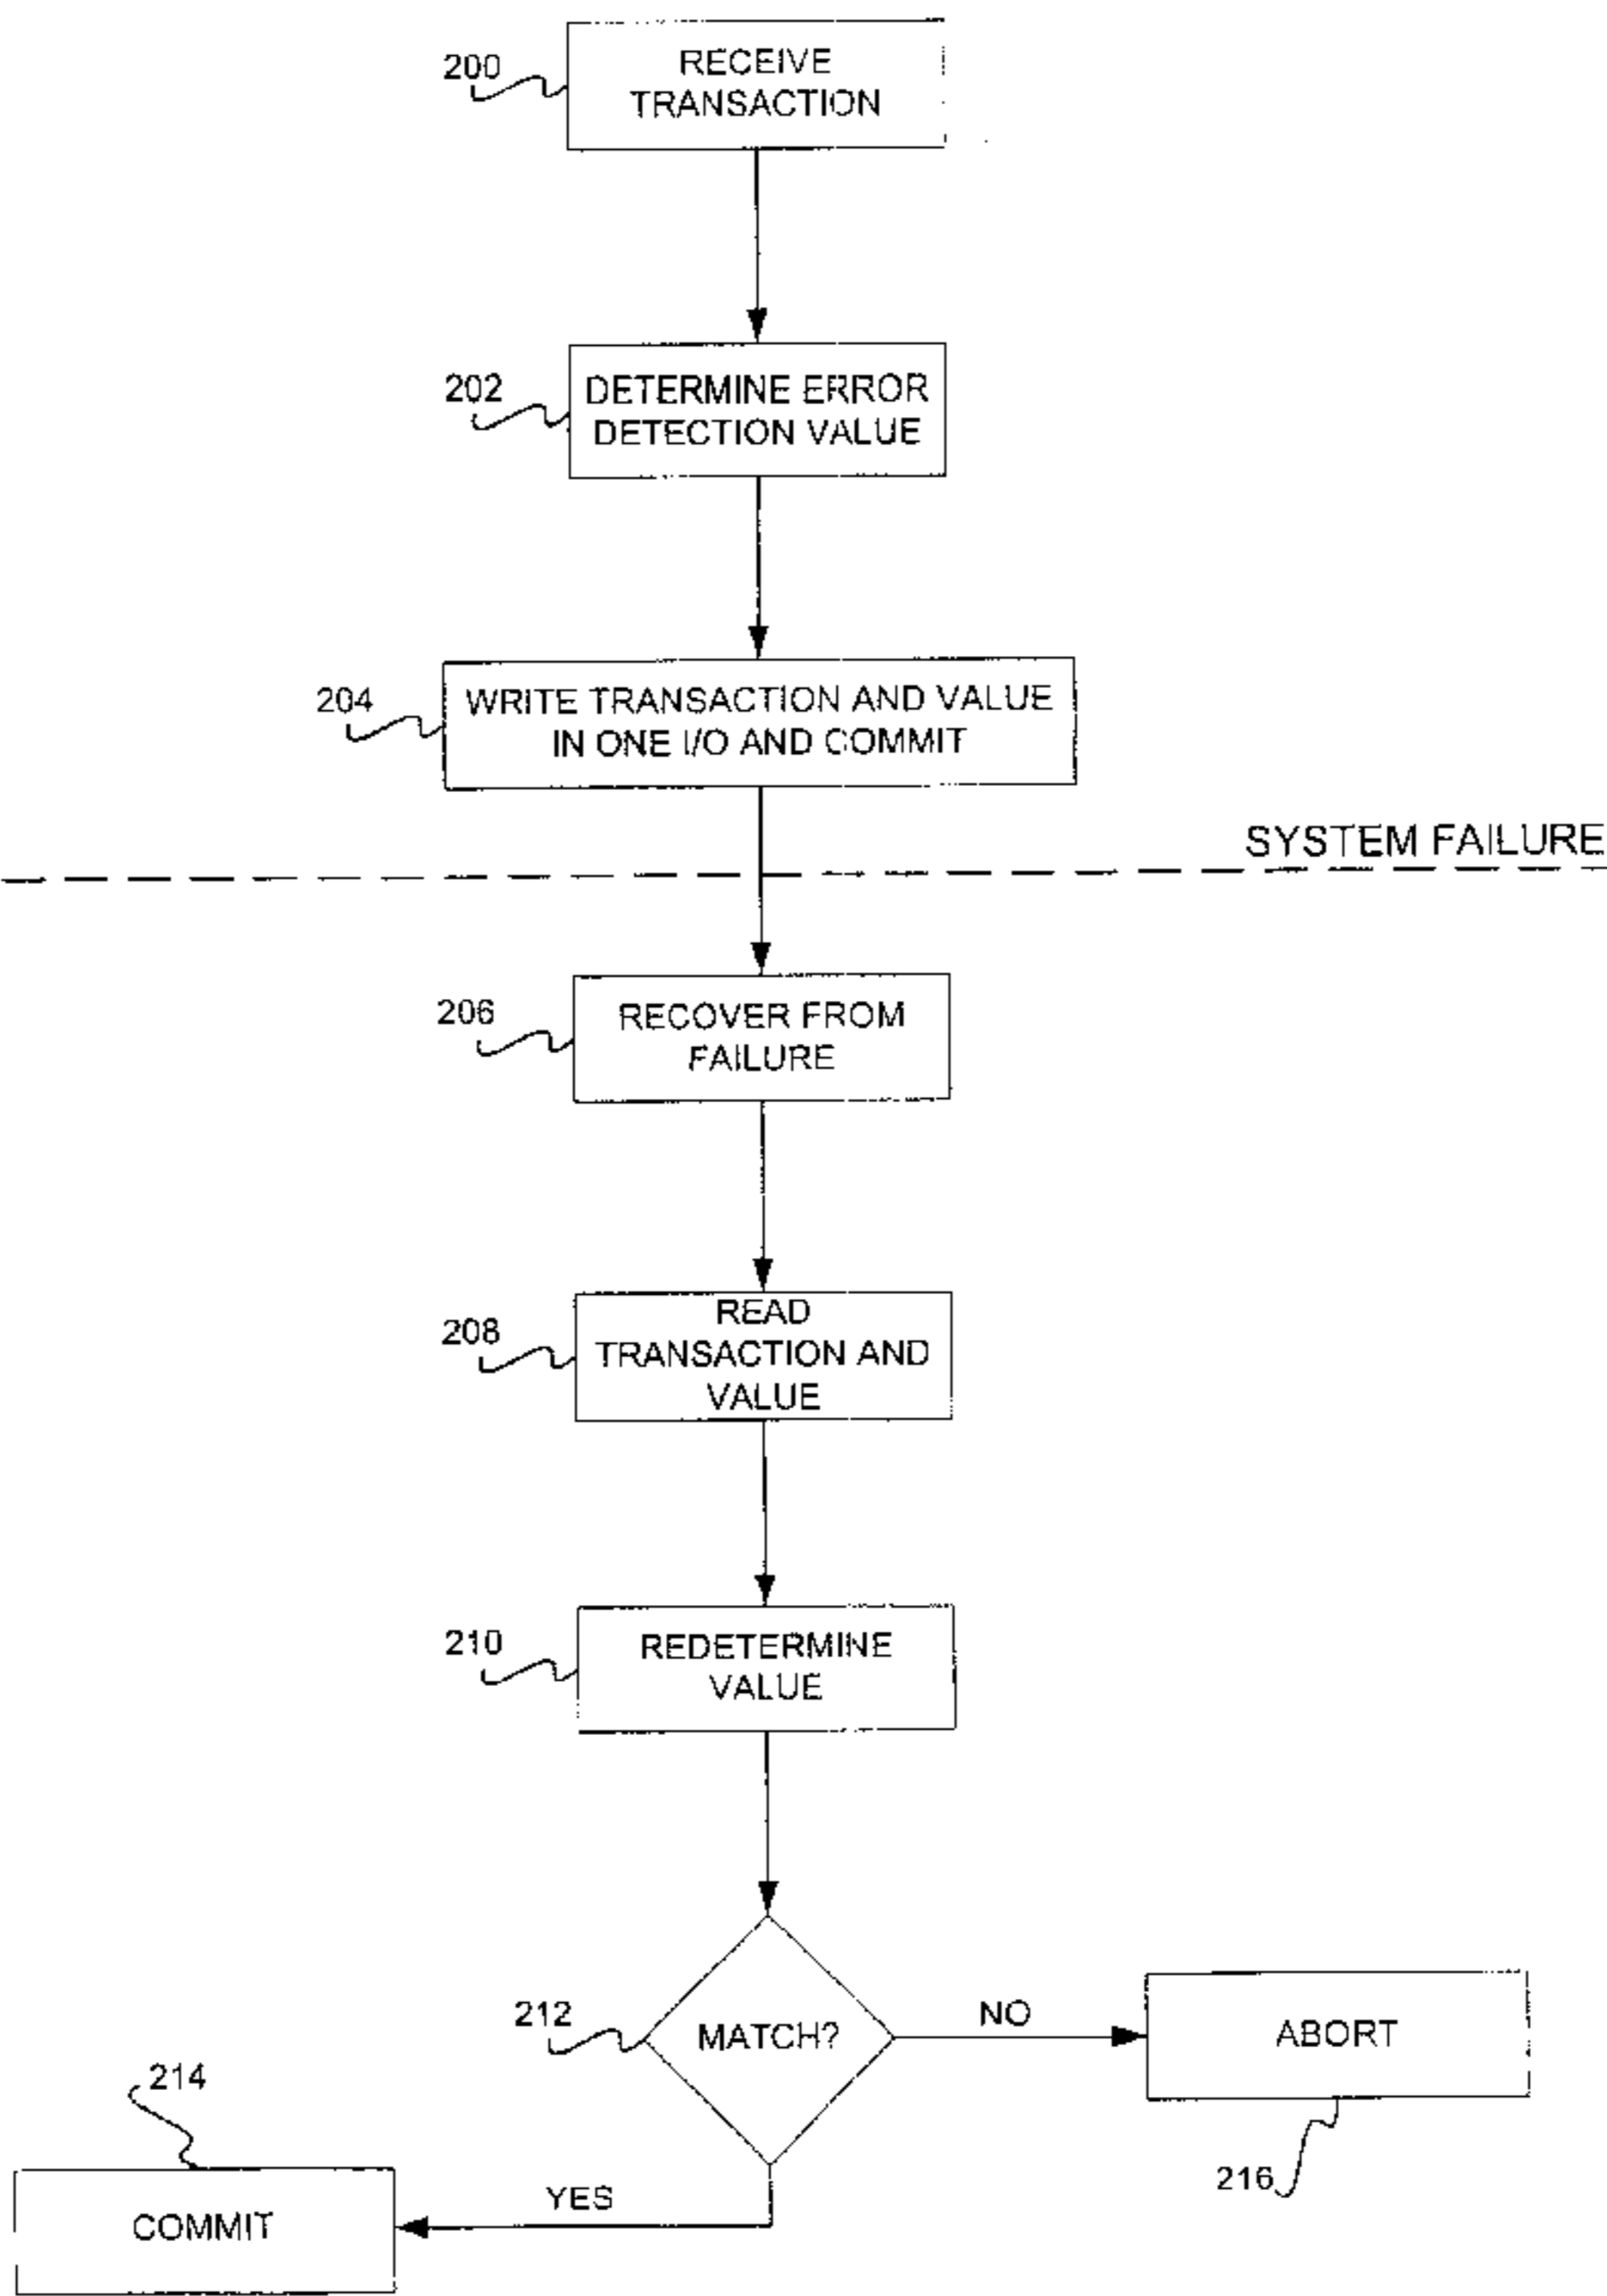 200
RECEIVE
TRANSACTION
202
DETERMINE ERROR
DETECTION VALUE
204
WRITE TRANSACTION AND VALUE
IN ONE I/O AND COMMIT
SYSTEM FAILURE
206
RECOVER FROM
FAILURE
208
READ
TRANSACTION AND
VALUE
210
REDETERMINE
VALUE
212
MATCH?
NO
ABORT
214
216
YES
COMMIT